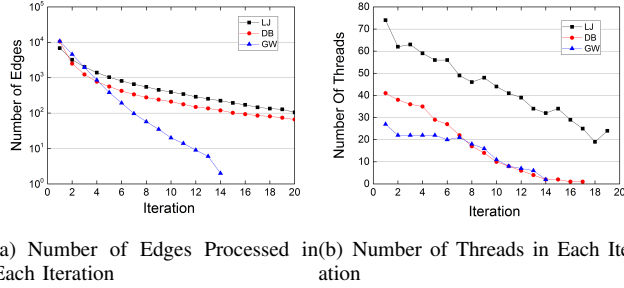 10^5
10^4
10^3
10^2
10^1
10^0
Number of Edges
0 2 4 6 8 10 12 14 16 18 20
Iteration
LJ
DB
GW
80
70
60
50
40
30
20
10
0
Number Of Threads
0 2 4 6 8 10 12 14 16 18 20
Iteration
LJ
DB
GW
a) Number of Edges Processed in
Each Iteration
(b) Number of Threads in Each Ite
ation